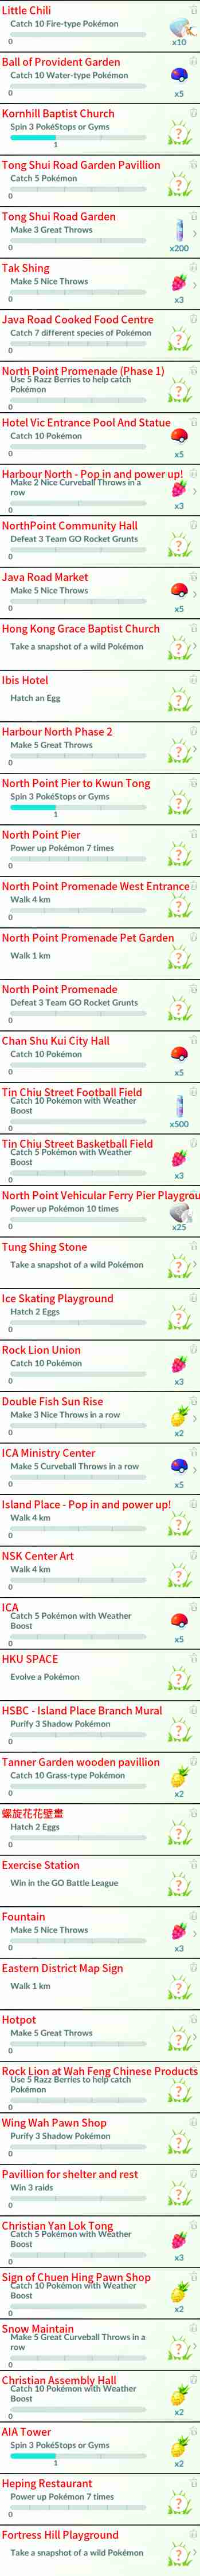 Little Chili
Catch 10 Fire-type Pokémon
0
x10
Ball of Provident Garden
Catch 10 Water-type Pokémon
0
x5
Kornhill Baptist Church
Spin 3 PokéStops or Gyms
1
?
Tong Shui Road Garden Pavillion
Catch 5 Pokémon
0
?
Tong Shui Road Garden
Make 3 Great Throws
0
x200
Tak Shing
Make 5 Nice Throws
0
x3
Java Road Cooked Food Centre
Catch 7 different species of Pokémon
0
?
North Point Promenade (Phase 1)
Use 5 Razz Berries to help catch
Pokémon
0
?
Hotel Vic Entrance Pool And Statue
Catch 10 Pokémon
0
x5
Harbour North - Pop in and power up!
Make 2 Nice Curveball Throws in a
row
0
x3
NorthPoint Community Hall
Defeat 3 Team GO Rocket Grunts
0
?
Java Road Market
Make 5 Nice Throws
0
x5
Hong Kong Grace Baptist Church
Take a snapshot of a wild Pokémon
?
Ibis Hotel
Hatch an Egg
?
Harbour North Phase 2
Make 5 Great Throws
0
?
North Point Pier to Kwun Tong
Spin 3 PokéStops or Gyms
1
?
North Point Pier
Power up Pokémon 7 times
0
?
North Point Promenade West Entrance
Walk 4 km
0
?
North Point Promenade Pet Garden
Walk 1 km
?
North Point Promenade
Defeat 3 Team GO Rocket Grunts
0
?
Chan Shu Kui City Hall
Catch 10 Pokémon
0
x5
Tin Chiu Street Football Field
Catch 10 Pokémon with Weather
Boost
0
x500
Tin Chiu Street Basketball Field
Catch 5 Pokémon with Weather
Boost
0
x3
North Point Vehicular Ferry Pier Playgrou
Power up Pokémon 10 times
0
x25
Tung Shing Stone
Take a snapshot of a wild Pokémon
?
Ice Skating Playground
Hatch 2 Eggs
0
?
Rock Lion Union
Catch 10 Pokémon
0
x3
Double Fish Sun Rise
Make 3 Nice Throws in a row
0
x2
ICA Ministry Center
Make 5 Curveball Throws in a row
0
x5
Island Place - Pop in and power up!
Walk 4 km
0
?
NSK Center Art
Walk 4 km
0
?
ICA
Catch 5 Pokémon with Weather
Boost
0
x5
HKU SPACE
Evolve a Pokémon
?
HSBC - Island Place Branch Mural
Purify 3 Shadow Pokémon
0
?
Tanner Garden wooden pavillion
Catch 10 Grass-type Pokémon
0
x2
螺旋花花壁畫
Hatch 2 Eggs
0
?
Exercise Station
Win in the GO Battle League
?
Fountain
Make 5 Nice Throws
0
x3
Eastern District Map Sign
Walk 1 km
?
Hotpot
Make 5 Great Throws
0
?
Rock Lion at Wah Feng Chinese Products
Use 5 Razz Berries to help catch
Pokémon
0
?
Wing Wah Pawn Shop
Purify 3 Shadow Pokémon
0
?
Pavillion for shelter and rest
Win 3 raids
0
?
Christian Yan Lok Tong
Catch 5 Pokémon with Weather
Boost
0
x3
Sign of Chuen Hing Pawn Shop
Catch 10 Pokémon with Weather
Boost
0
x2
Snow Maintain
Make 5 Great Curveball Throws in a
row
0
?
Christian Assembly Hall
Catch 10 Pokémon with Weather
Boost
0
x2
AIA Tower
Spin 3 PokéStops or Gyms
1
x2
Heping Restaurant
Power up Pokémon 7 times
0
?
Fortress Hill Playground
Take a snapshot of a wild Pokémon
?